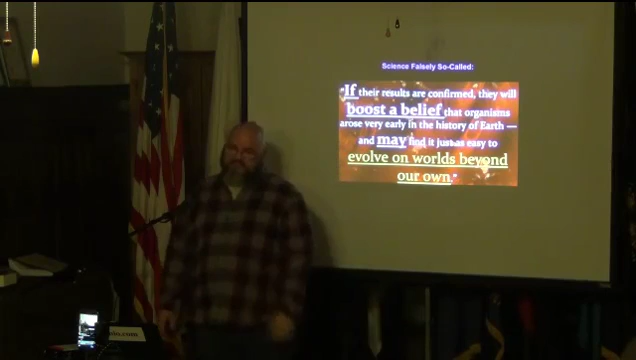 Science Falsely So-Called:
"If their results are confirmed, they will
boost a belief that organisms
arose very early in the history of Earth —
and may find it just as easy to
evolve on worlds beyond
our own."